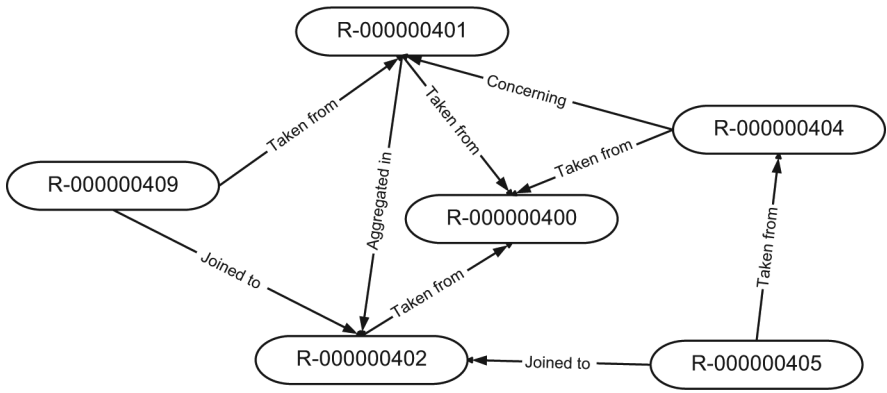 R-000000401
Concerning
Taken from
Taken from
R-000000404
Taken from
R-000000409
Aggregated in
R-000000400
Taken from
Joined to
Taken from
R-000000402
Joined to
R-000000405